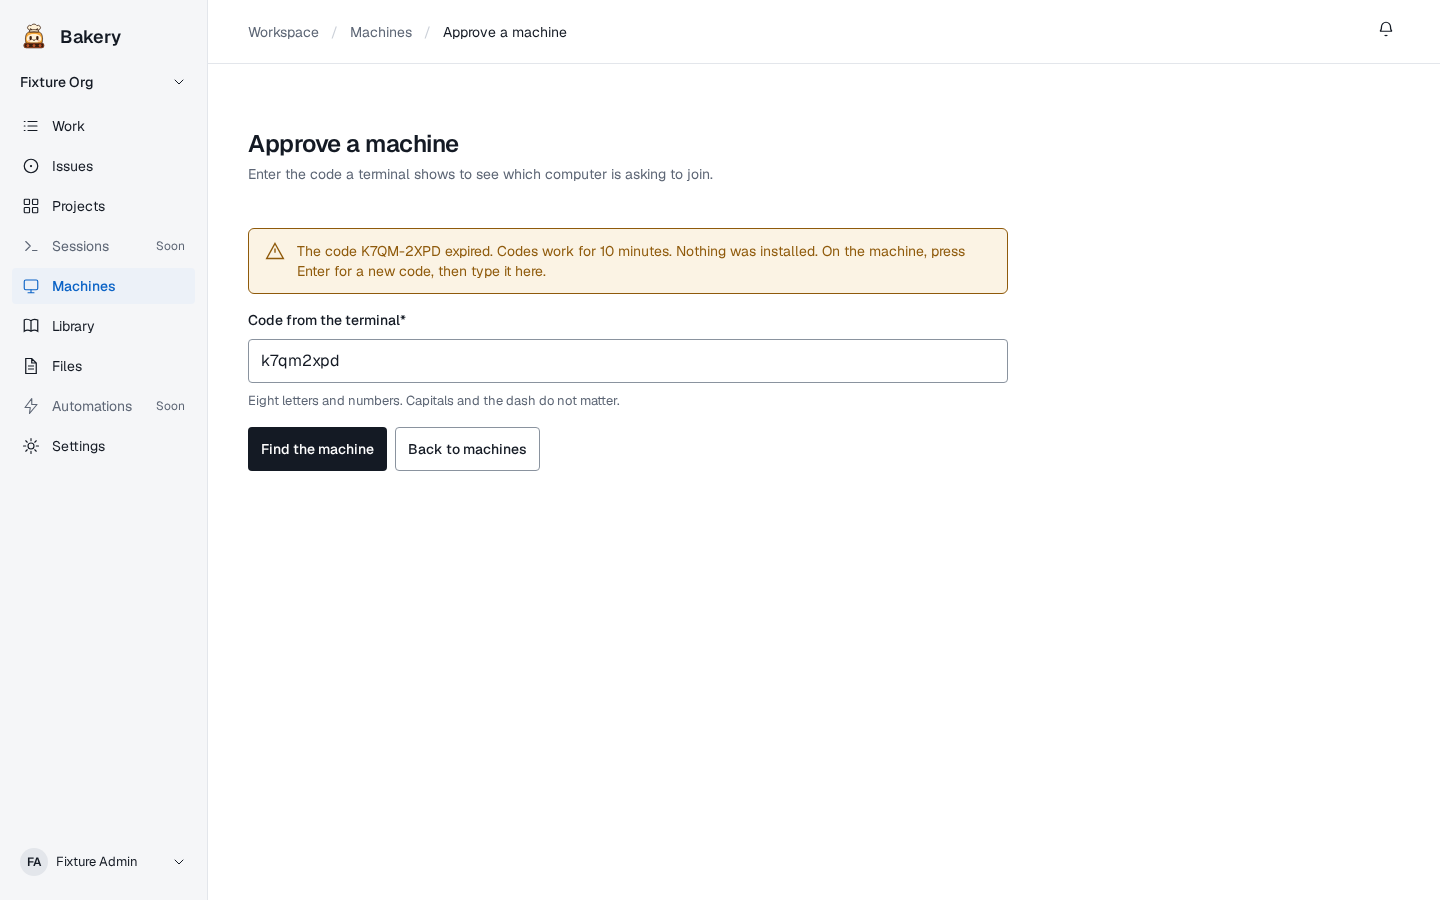 Bakery
Fixture Org
Work
Issues
Projects
Sessions Soon
Machines
Library
Files
Automations Soon
Settings
FA Fixture Admin
Workspace / Machines / Approve a machine
Approve a machine
Enter the code a terminal shows to see which computer is asking to join.
The code K7QM-2XPD expired. Codes work for 10 minutes. Nothing was installed. On the machine, press
Enter for a new code, then type it here.
Code from the terminal*
k7qm2xpd
Eight letters and numbers. Capitals and the dash do not matter.
Find the machine Back to machines